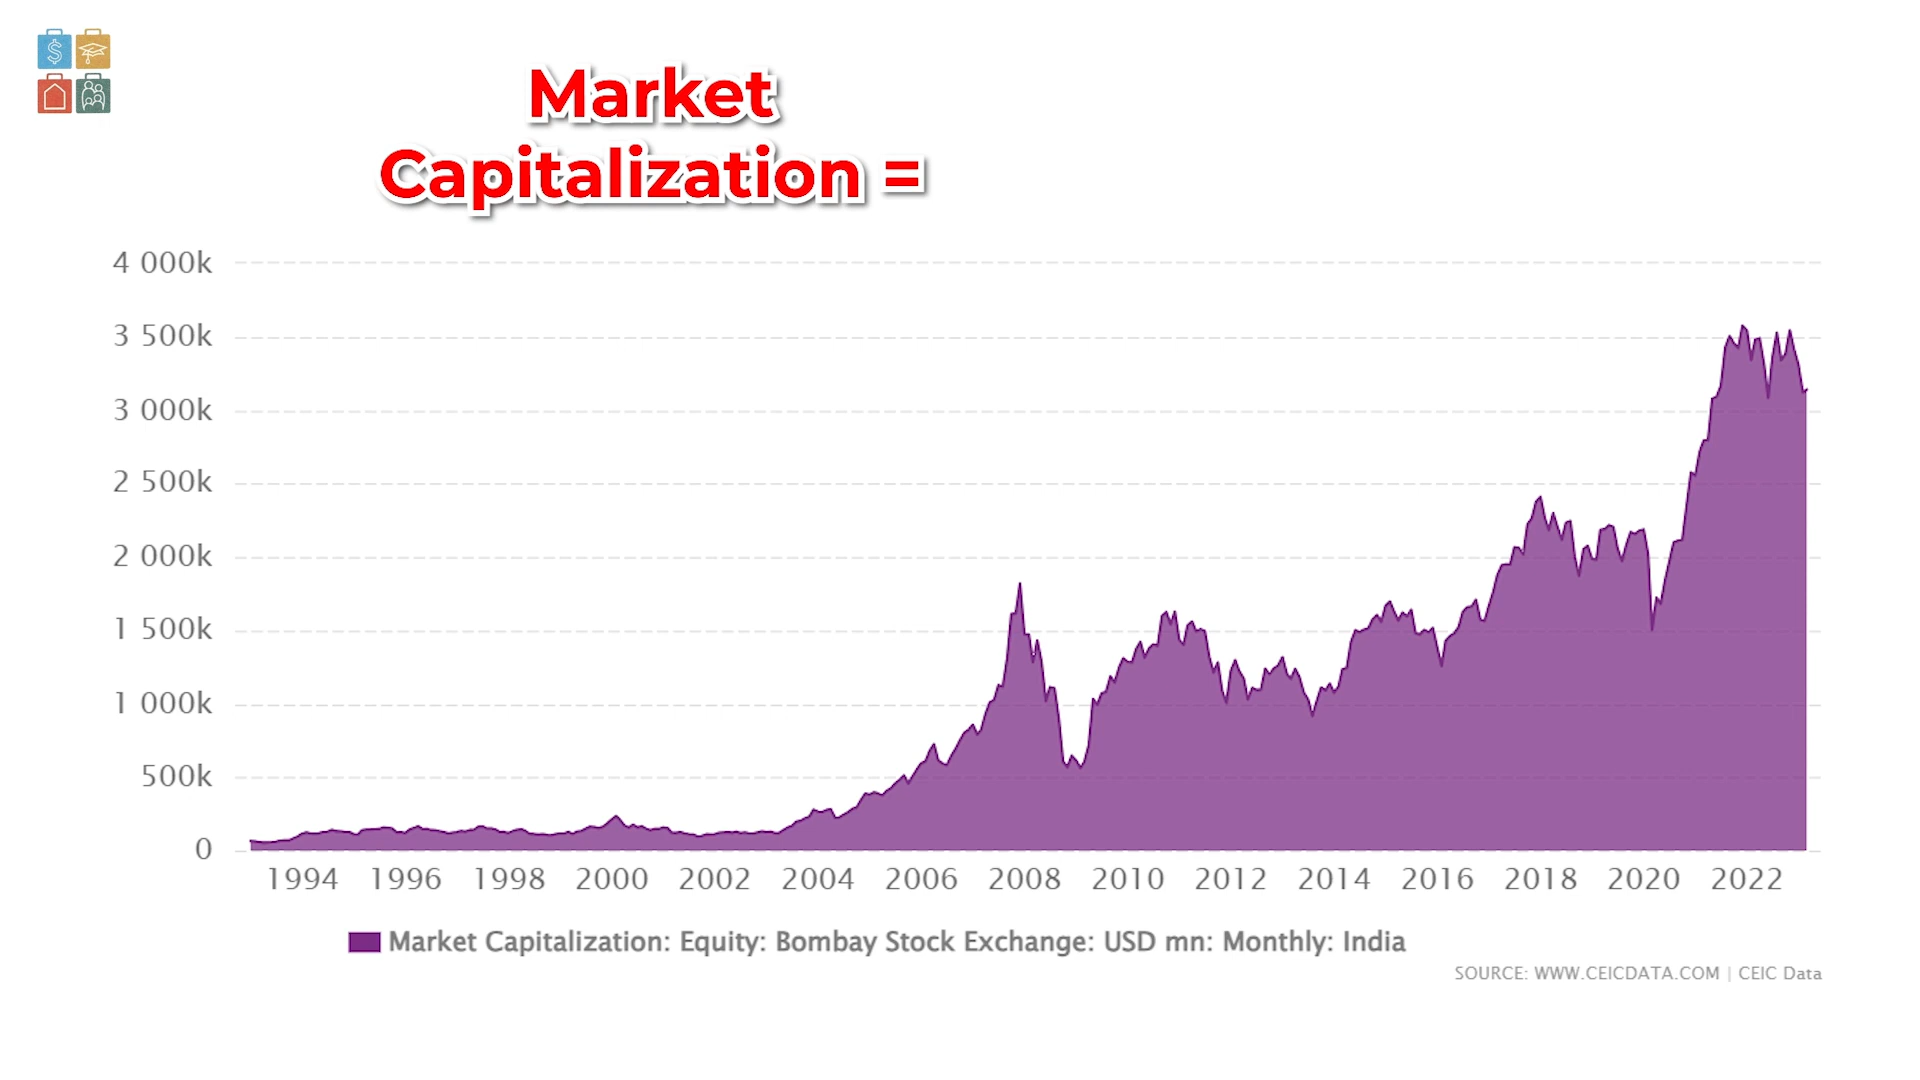 Market
Capitalization =
4 000k
3 500k
3 000k
2 500k
2 000k
1 500k
1 000k
500k
0
1994 1996 1998 2000 2002 2004 2006 2008 2010 2012 2014 2016 2018 2020 2022
Market Capitalization: Equity: Bombay Stock Exchange: USD mn: Monthly: India
SOURCE: WWW.CEICDATA.COM | CEIC Data